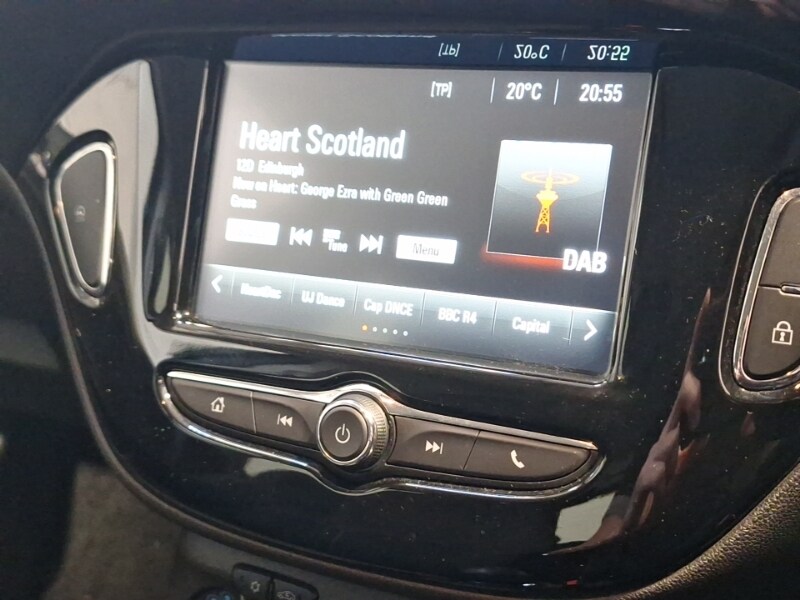 [TP] 20°C 20:55
Heart Scotland
12D Edinburgh
Now on Heart: George Ezra with Green Green
Grass
Menu
DAB
UJ Dance Cap DNCE BBC R4 Capital